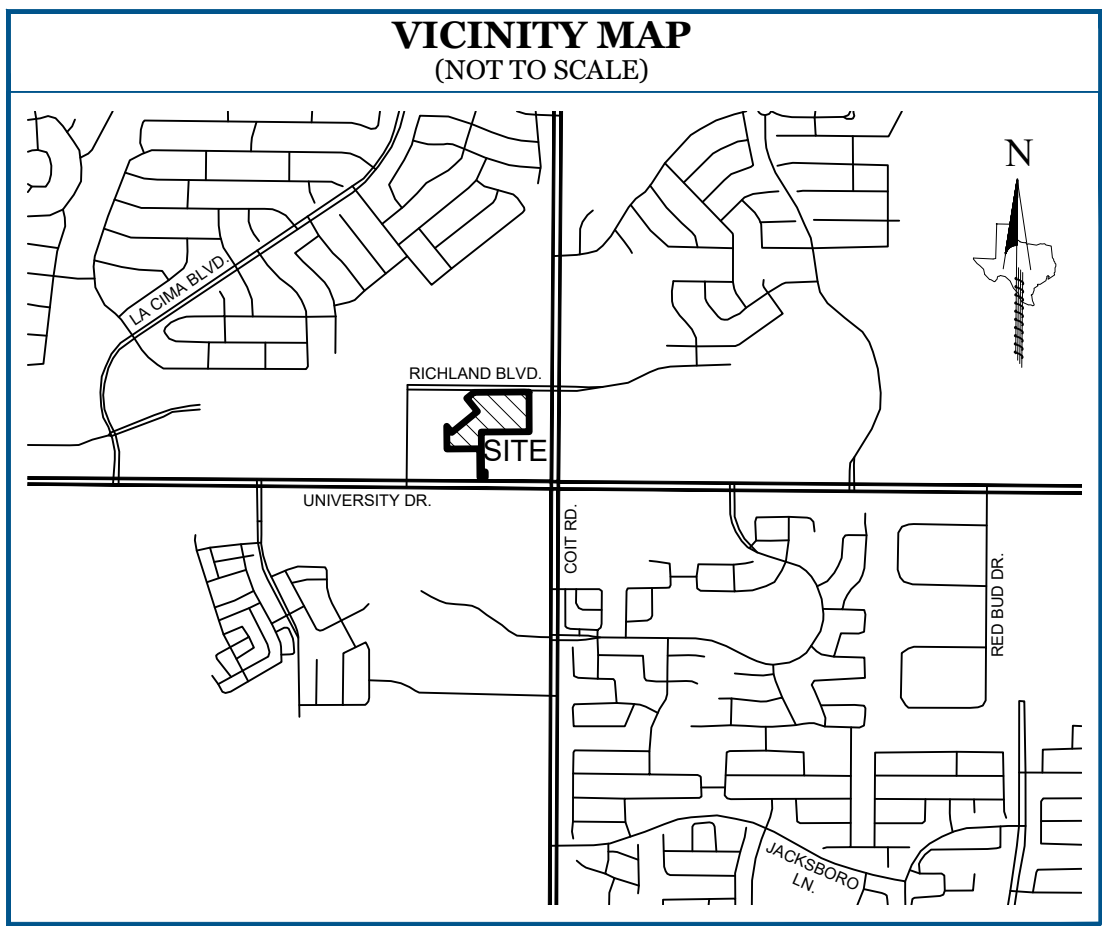 VICINITY MAP
(NOT TO SCALE)
N
LA CIMA BLVD.
RICHLAND BLVD.
SITE
UNIVERSITY DR.
COIT RD.
RED BUD DR.
JACKSBORO
LN.